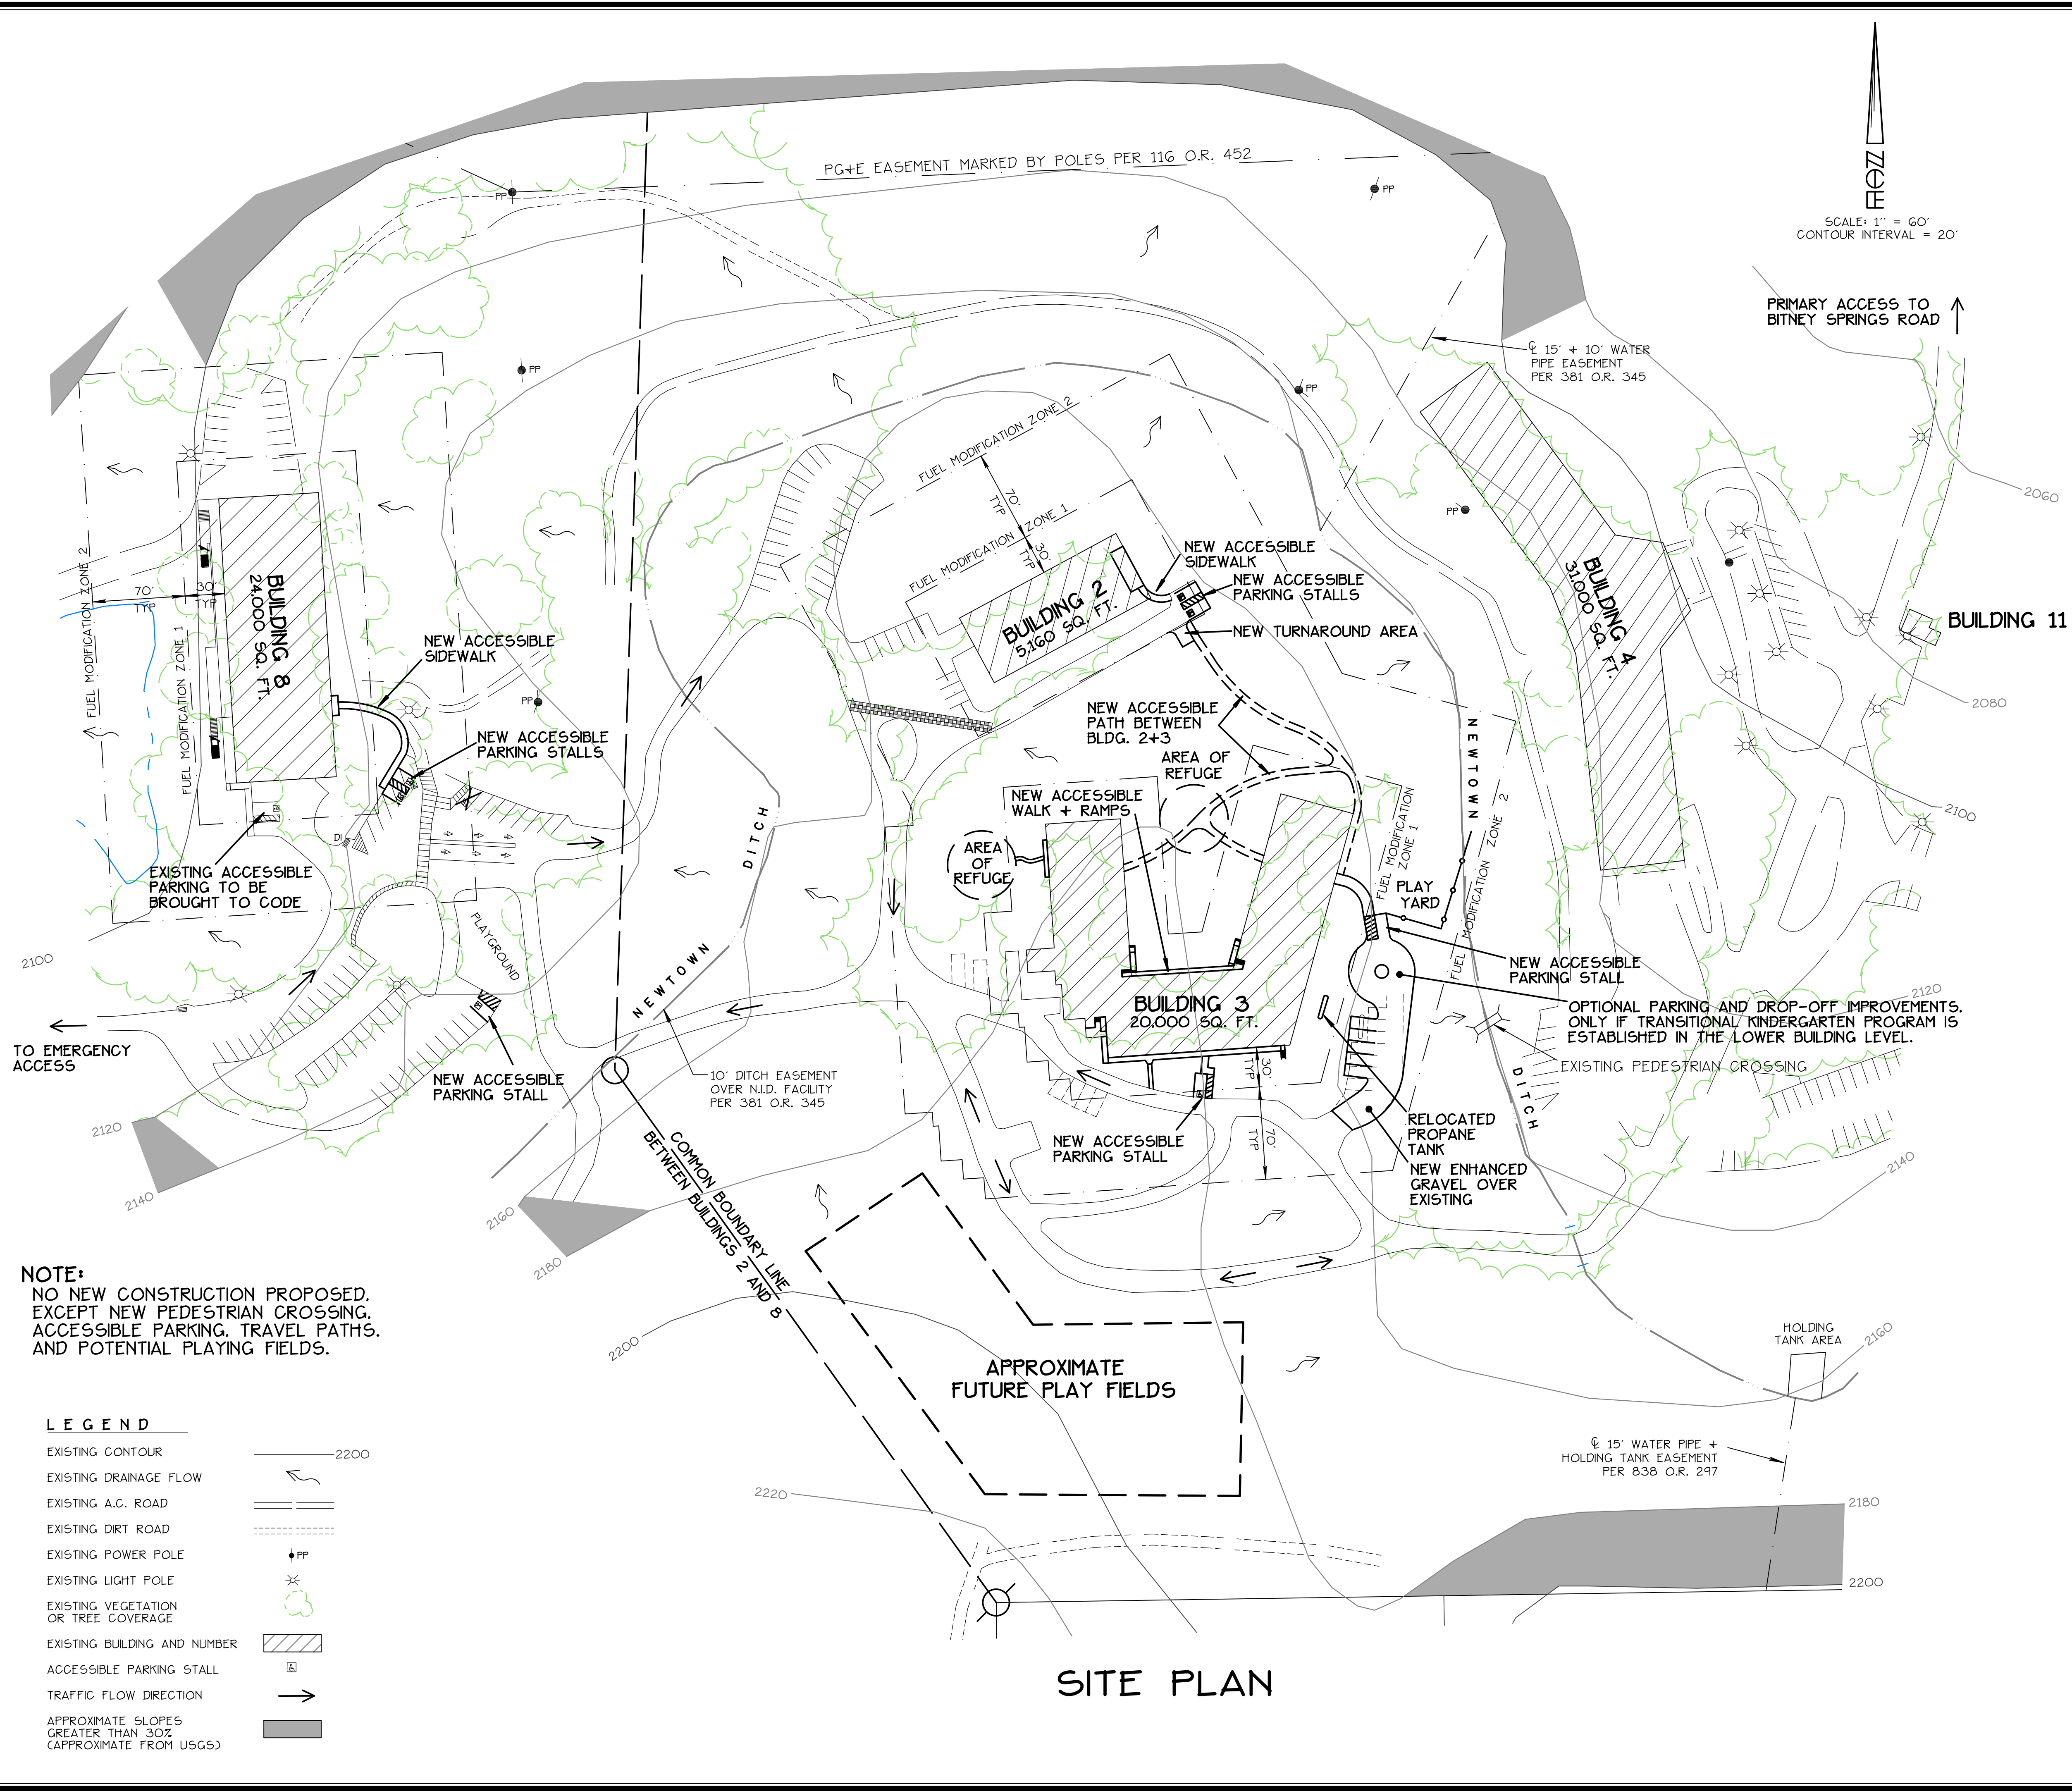 PG+E EASEMENT MARKED BY POLES PER 116 O.R. 452
PP
PP
SCALE: 1'' = 60'
CONTOUR INTERVAL = 20'
PRIMARY ACCESS TO
BITNEY SPRINGS ROAD
℄ 15' + 10' WATER
PIPE EASEMENT
PER 381 O.R. 345
PP
PP
PP
PP
2060
FUEL MODIFICATION ZONE 2
70'
TYP
FUEL MODIFICATION ZONE 1
30'
TYP
BUILDING 2
5,160 SQ. FT.
NEW ACCESSIBLE
SIDEWALK
NEW ACCESSIBLE
PARKING STALLS
NEW TURNAROUND AREA
BUILDING 4
31,000 SQ. FT.
BUILDING 11
2080
2100
FUEL MODIFICATION ZONE 2
70'
TYP
FUEL MODIFICATION ZONE 1
30'
TYP
BUILDING 8
24,000 SQ. FT.
NEW ACCESSIBLE
SIDEWALK
PP
NEW ACCESSIBLE
PARKING STALLS
DI
EXISTING ACCESSIBLE
PARKING TO BE
BROUGHT TO CODE
PLAYGROUND
2100
TO EMERGENCY
ACCESS
2120
2140
NEW ACCESSIBLE
PARKING STALL
NEWTOWN
DITCH
10' DITCH EASEMENT
OVER N.I.D. FACILITY
PER 381 O.R. 345
2160
2180
NEW ACCESSIBLE
PATH BETWEEN
BLDG. 2+3
AREA OF
REFUGE
NEW ACCESSIBLE
WALK + RAMPS
AREA
OF
REFUGE
BUILDING 3
20,000 SQ. FT.
30'
TYP
70'
TYP
NEW ACCESSIBLE
PARKING STALL
NEWTOWN
FUEL MODIFICATION
ZONE 1
FUEL MODIFICATION ZONE 2
PLAY
YARD
NEW ACCESSIBLE
PARKING STALL
2120
OPTIONAL PARKING AND DROP-OFF IMPROVEMENTS,
ONLY IF TRANSITIONAL KINDERGARTEN PROGRAM IS
ESTABLISHED IN THE LOWER BUILDING LEVEL.
EXISTING PEDESTRIAN CROSSING
DITCH
RELOCATED
PROPANE
TANK
NEW ENHANCED
GRAVEL OVER
EXISTING
2140
COMMON BOUNDARY LINE
BETWEEN BUILDINGS 2 AND 8
2200
APPROXIMATE
FUTURE PLAY FIELDS
HOLDING
TANK AREA
2160
℄ 15' WATER PIPE +
HOLDING TANK EASEMENT
PER 838 O.R. 297
2220
2180
2200
NOTE:
NO NEW CONSTRUCTION PROPOSED,
EXCEPT NEW PEDESTRIAN CROSSING,
ACCESSIBLE PARKING, TRAVEL PATHS,
AND POTENTIAL PLAYING FIELDS.
LEGEND
EXISTING CONTOUR 2200
EXISTING DRAINAGE FLOW
EXISTING A.C. ROAD
EXISTING DIRT ROAD
EXISTING POWER POLE PP
EXISTING LIGHT POLE
EXISTING VEGETATION
OR TREE COVERAGE
EXISTING BUILDING AND NUMBER
ACCESSIBLE PARKING STALL
TRAFFIC FLOW DIRECTION
APPROXIMATE SLOPES
GREATER THAN 30%
(APPROXIMATE FROM USGS)
SITE PLAN